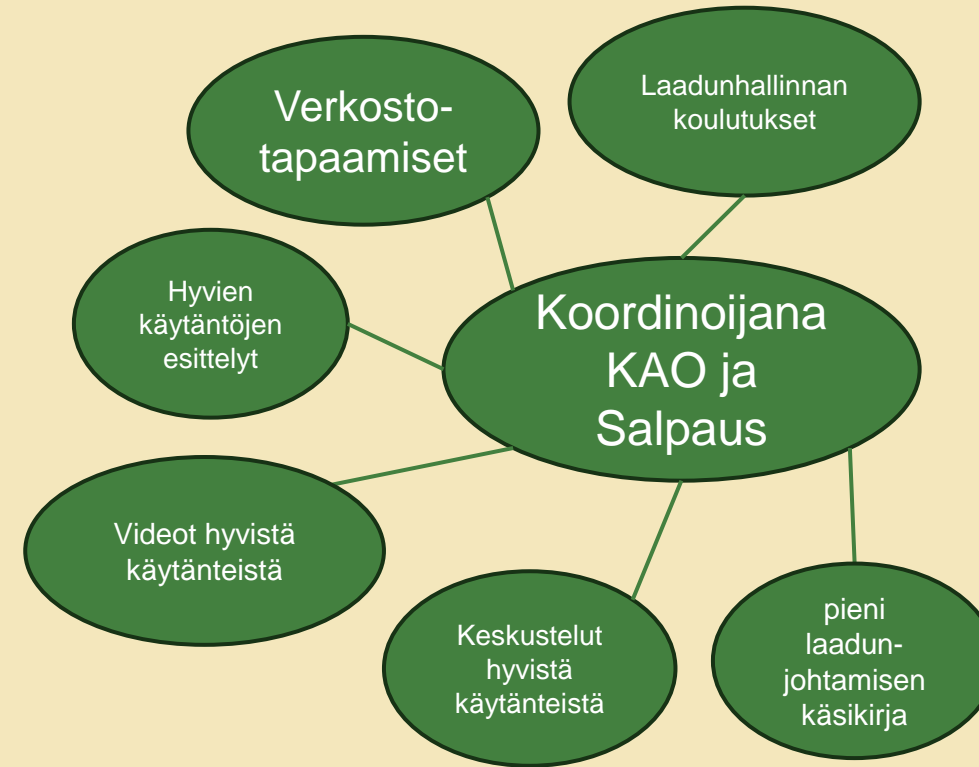 Verkosto-
tapaamiset
Laadunhallinnan
koulutukset
Hyvien
käytäntöjen
esittelyt
Koordinoijana
KAO ja
Salpaus
Videot hyvistä
käytänteistä
Keskustelut
hyvistä
käytänteistä
pieni
laadun-
johtamisen
käsikirja